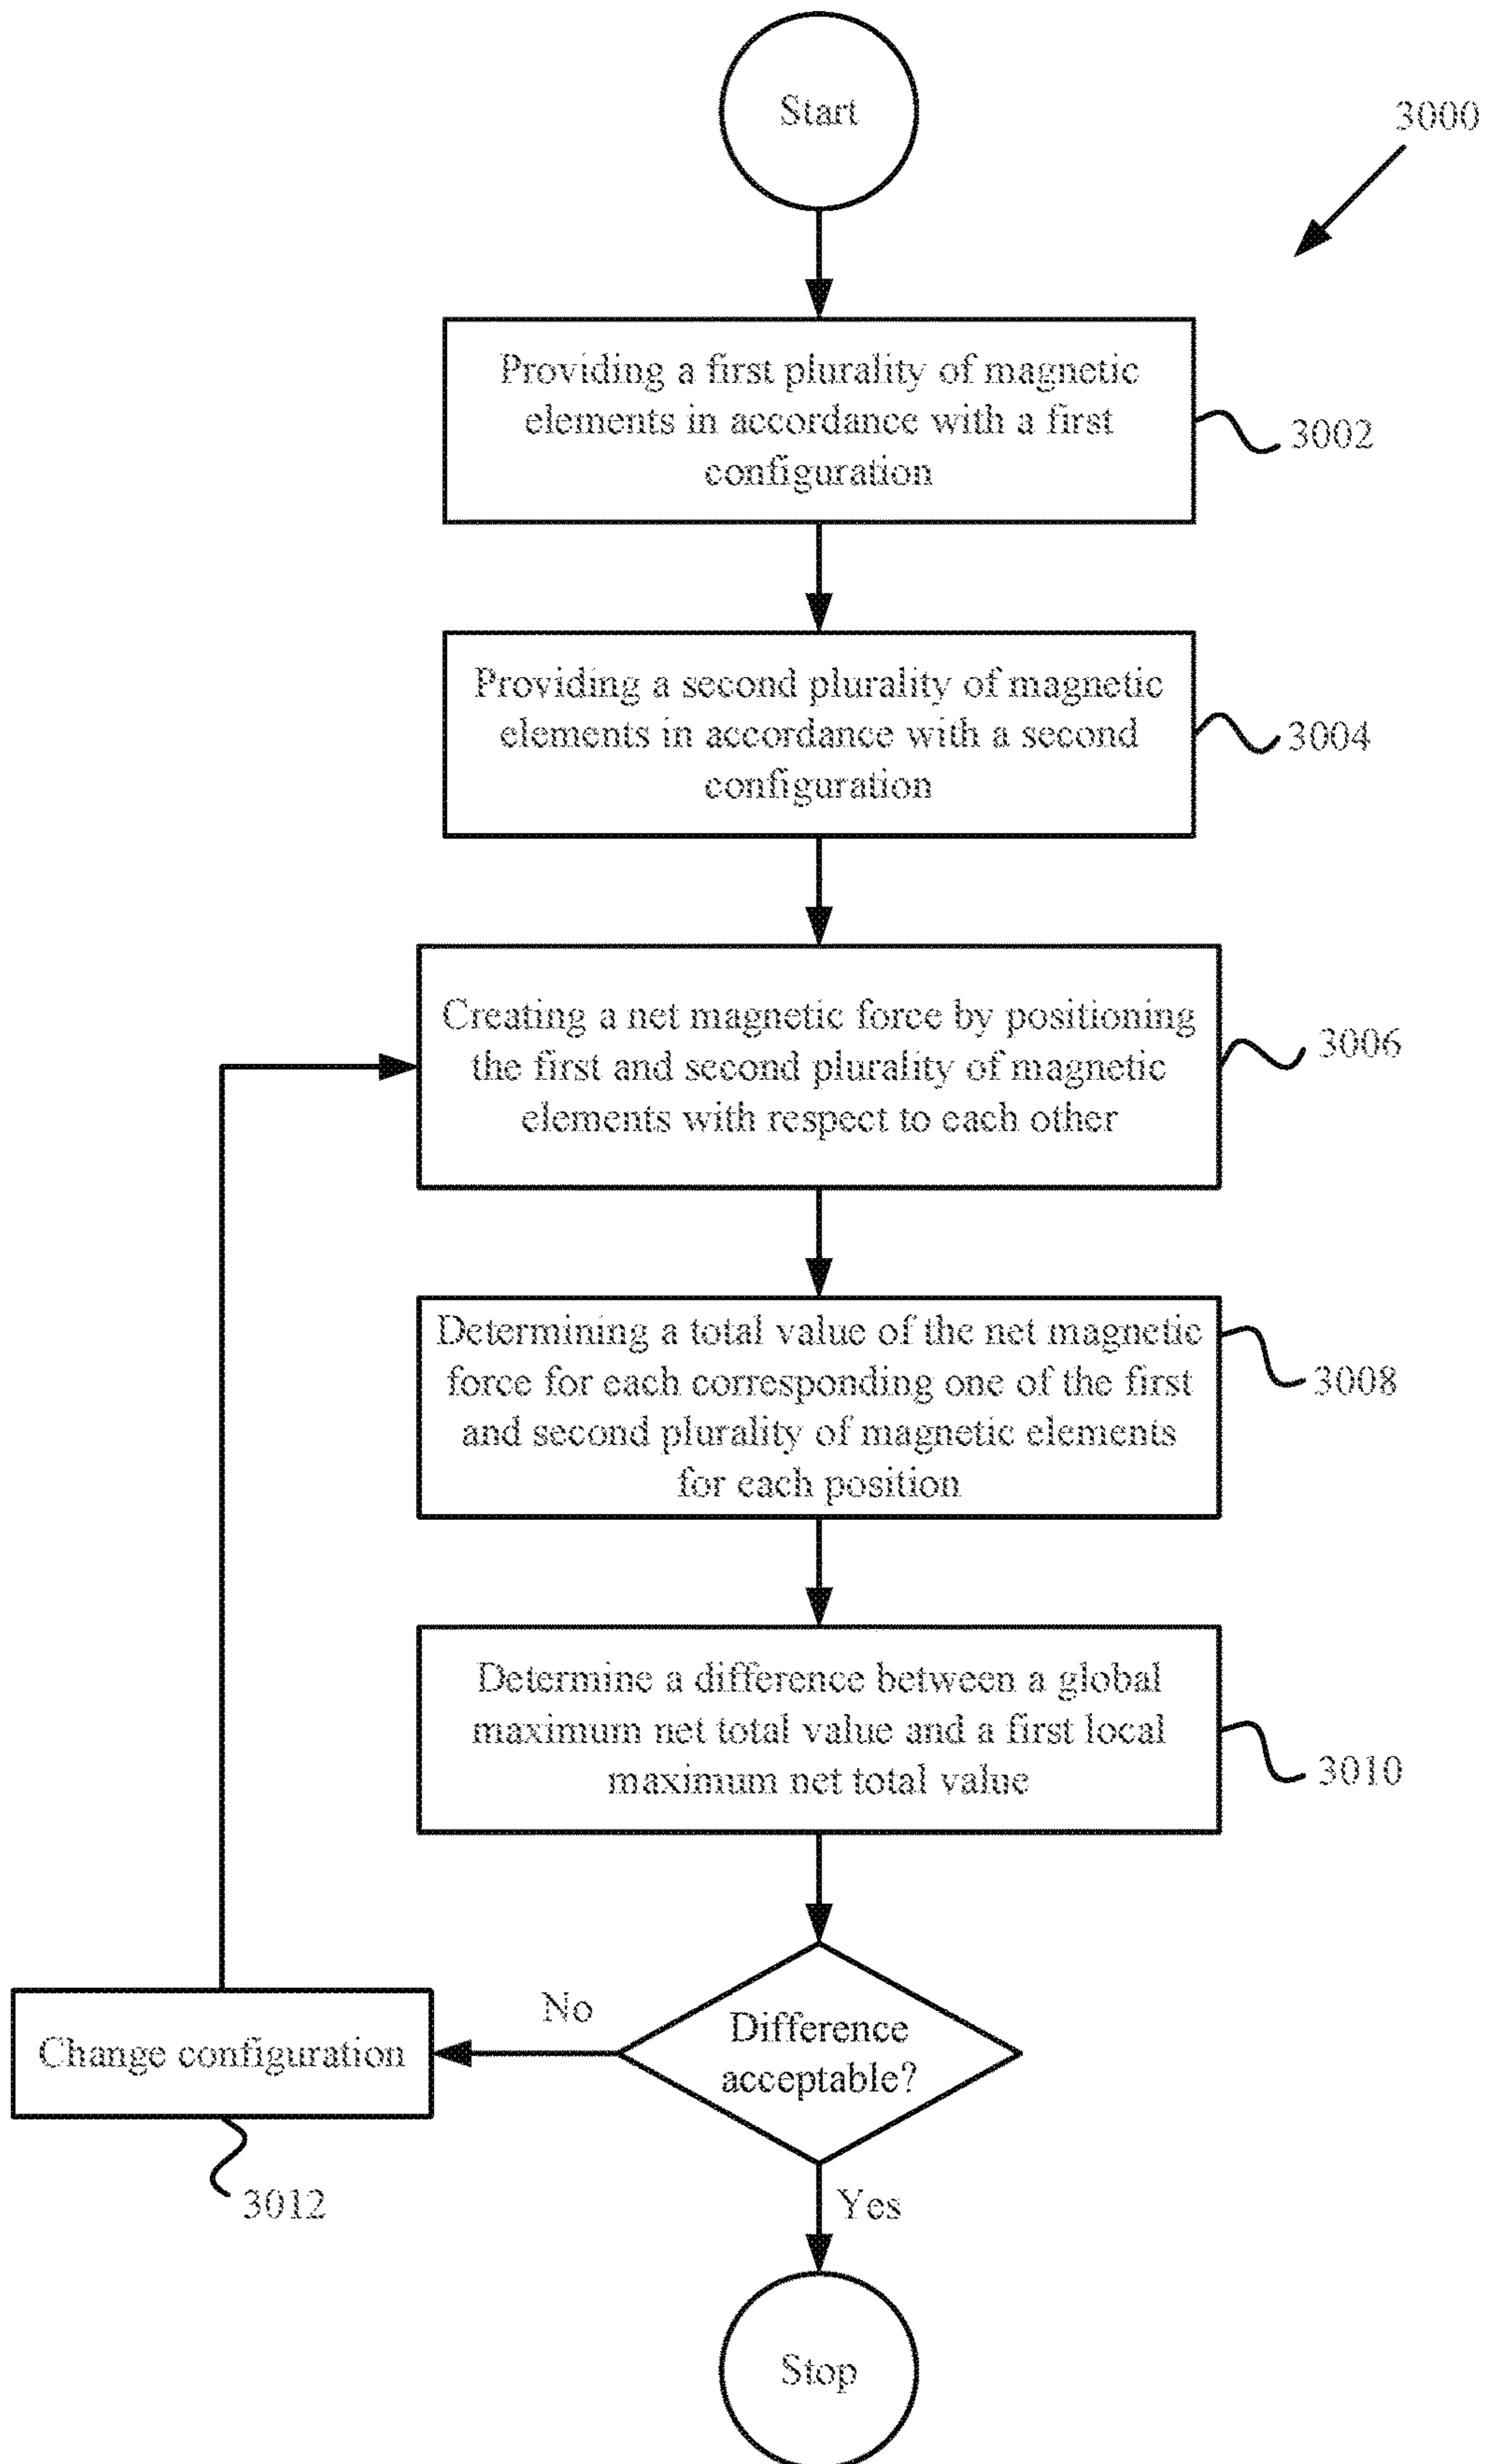 Start
3000
Providing a first plurality of magnetic
elements in accordance with a first
configuration
3002
Providing a second plurality of magnetic
elements in accordance with a second
configuration
3004
Creating a net magnetic force by positioning
the first and second plurality of magnetic
elements with respect to each other
3006
Determining a total value of the net magnetic
force for each corresponding one of the first
and second plurality of magnetic elements
for each position
3008
Determine a difference between a global
maximum net total value and a first local
maximum net total value
3010
Difference
acceptable?
No
Change configuration
3012
Yes
Stop